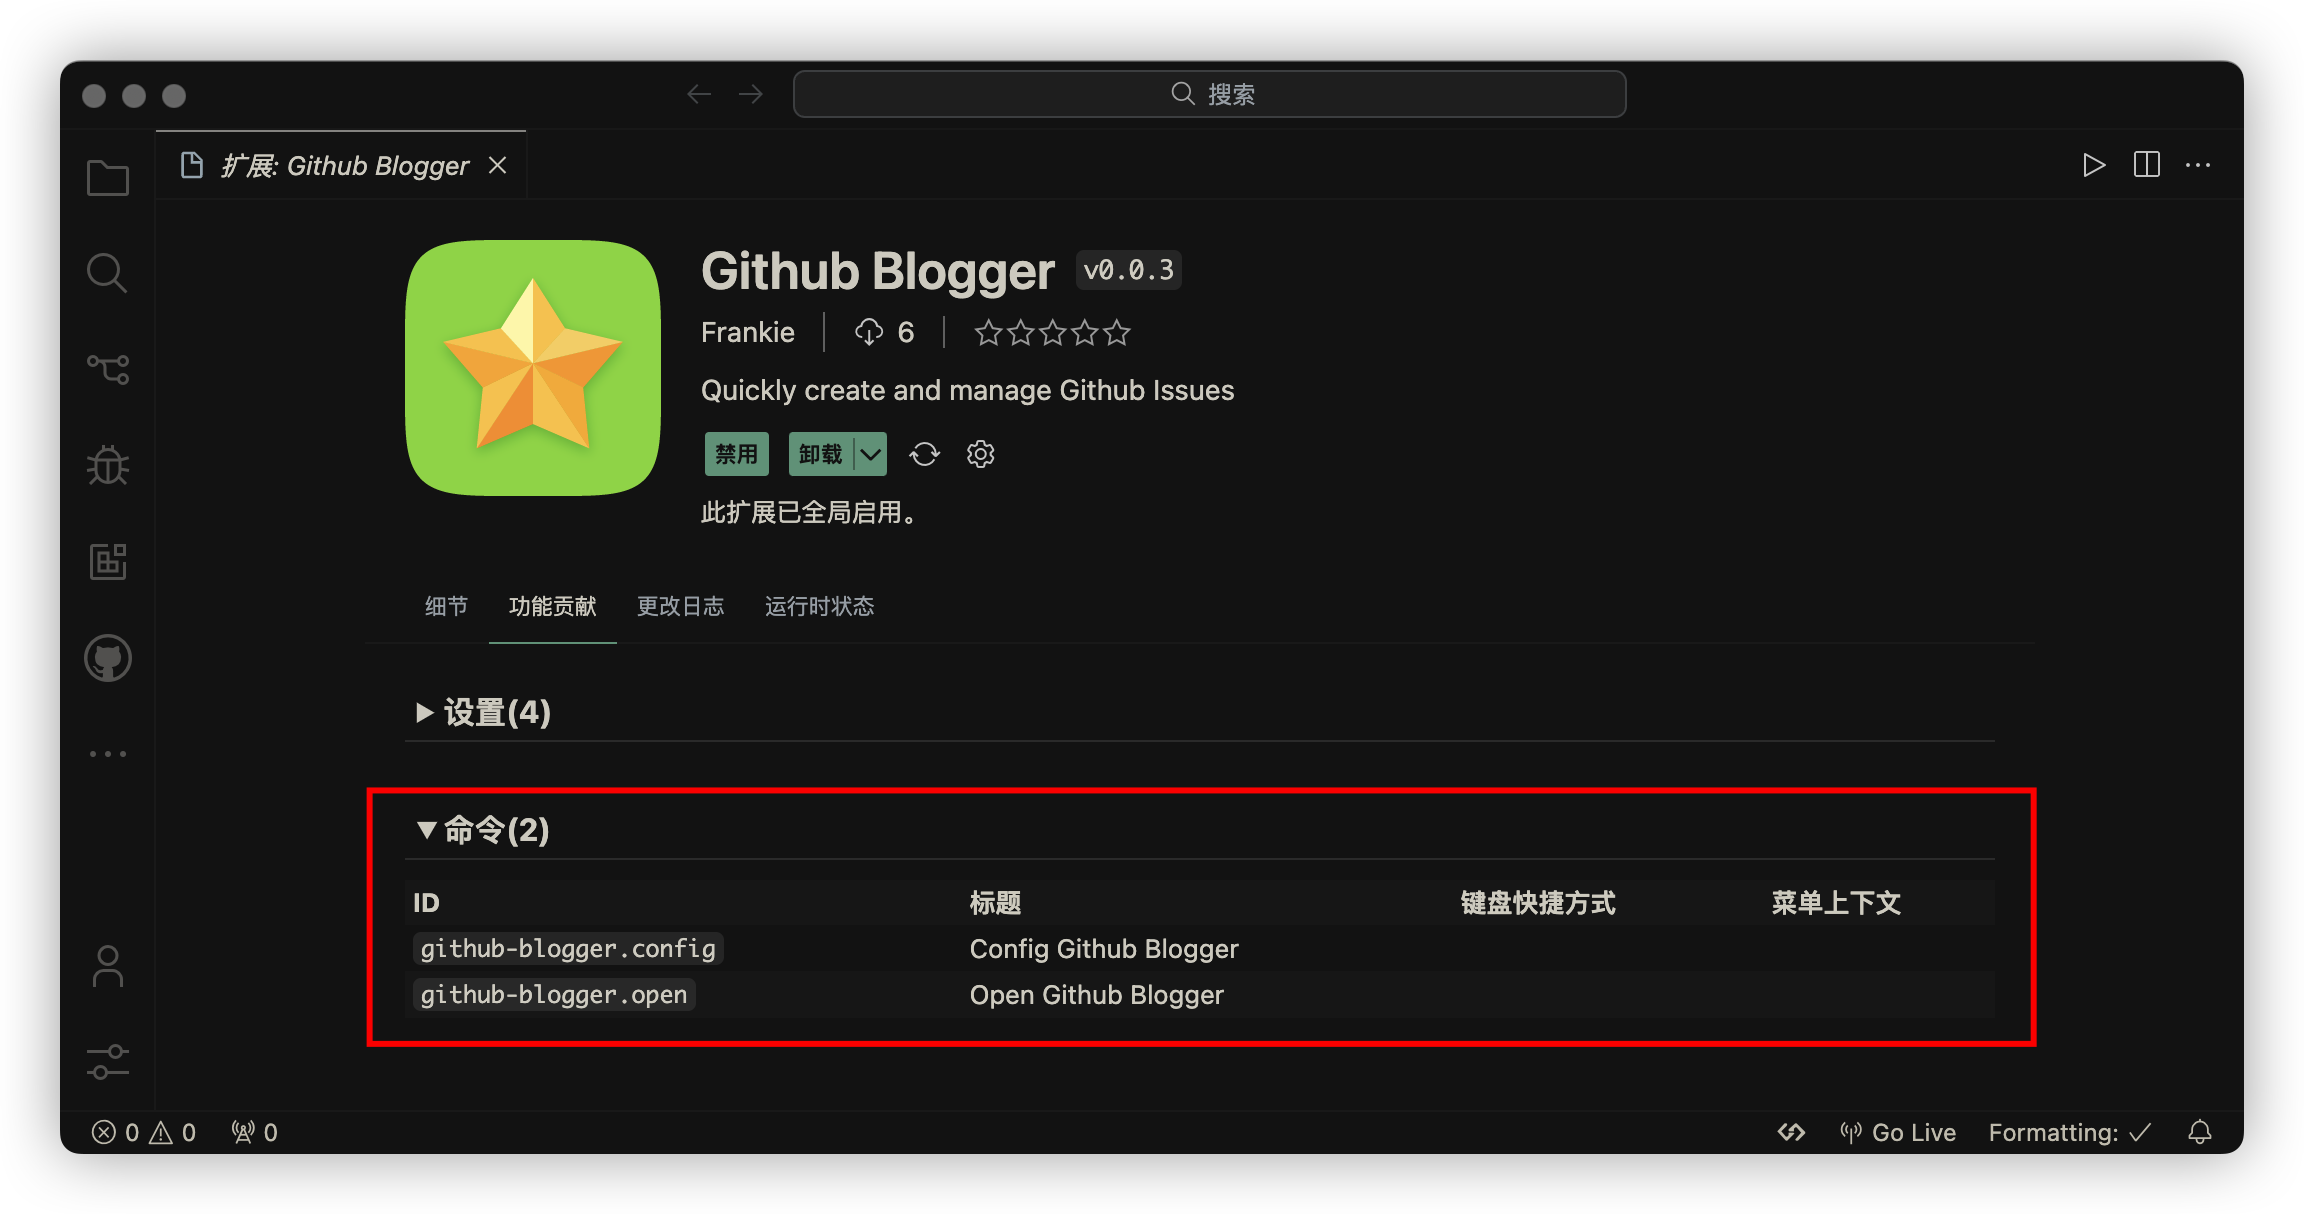 搜索
扩展: Github Blogger
Github Blogger v0.0.3
Frankie 6
Quickly create and manage Github Issues
禁用 卸载
此扩展已全局启用。
细节 功能贡献 更改日志 运行时状态
设置(4)
命令(2)
ID 标题 键盘快捷方式 菜单上下文
github-blogger.config Config Github Blogger
github-blogger.open Open Github Blogger
0 0 0 Go Live Formatting: